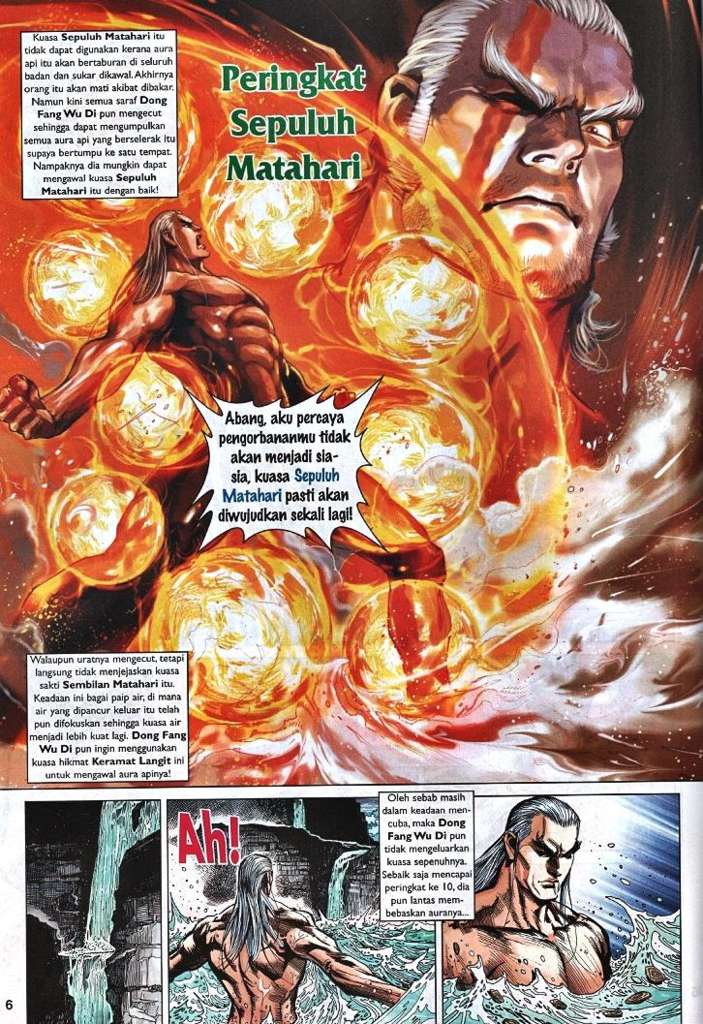 Kuasa Sepuluh Matahari itu
tidak dapat digunakan kerana aura
api itu akan bertaburan di seluruh
badan dan sukar dikawal. Akhirnya
orang itu akan mati akibat dibakar.
Namun kini semua saraf Dong
Fang Wu Di pun mengecut
sehingga dapat mengumpulkan
semua aura api yang berselerak itu
supaya bertumpu ke satu tempat.
Nampaknya dia mungkin dapat
mengawal kuasa Sepuluh
Matahari itu dengan baik!
Peringkat
Sepuluh
Matahari
Abang, aku percaya
pengorbananmu tidak
akan menjadi sia-
sia, kuasa Sepuluh
Matahari pasti akan
diwujudkan sekali lagi!
Walaupun uratnya mengecut, tetapi
langsung tidak menjejaskan kuasa
sakti Sembilan Matahari itu.
Keadaan ini bagai paip air, di mana
air yang dipancur keluar itu telah
pun difokuskan sehingga kuasa air
menjadi lebih kuat lagi. Dong Fang
Wu Di pun ingin menggunakan
kuasa hikmat Keramat Langit ini
untuk mengawal aura apinya!
Ah!
Oleh sebab masih
dalam keadaan men-
cuba, maka Dong
Fang Wu Di pun
tidak mengeluarkan
kuasa sepenuhnya.
Sebaik saja mencapai
peringkat ke 10, dia
pun lantas mem-
bebaskan auranya...
6